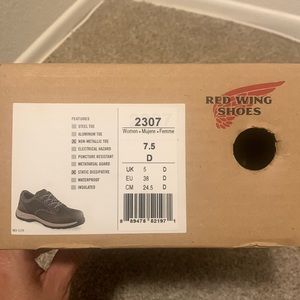 RED WING
SHOES
FEATURES
STEEL TOE
ALUMINUM TOE
NON-METALLIC TOE
ELECTRICAL HAZARD
PUNCTURE RESISTANT
METATARSAL GUARD
STATIC DISSIPATIVE
WATERPROOF
INSULATED
2307
Women • Mujere • Femme
7.5
D
UK 5 D
EU 38 D
CM 24.5 D